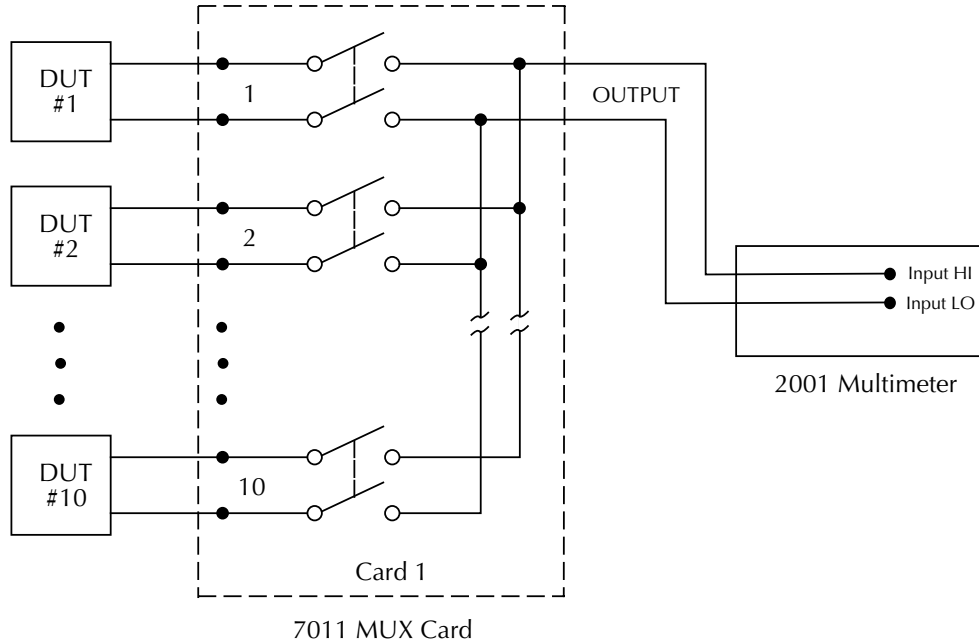 DUT
#1
1
OUTPUT
DUT
#2
2
Input HI
Input LO
2001 Multimeter
DUT
#10
10
Card 1
7011 MUX Card